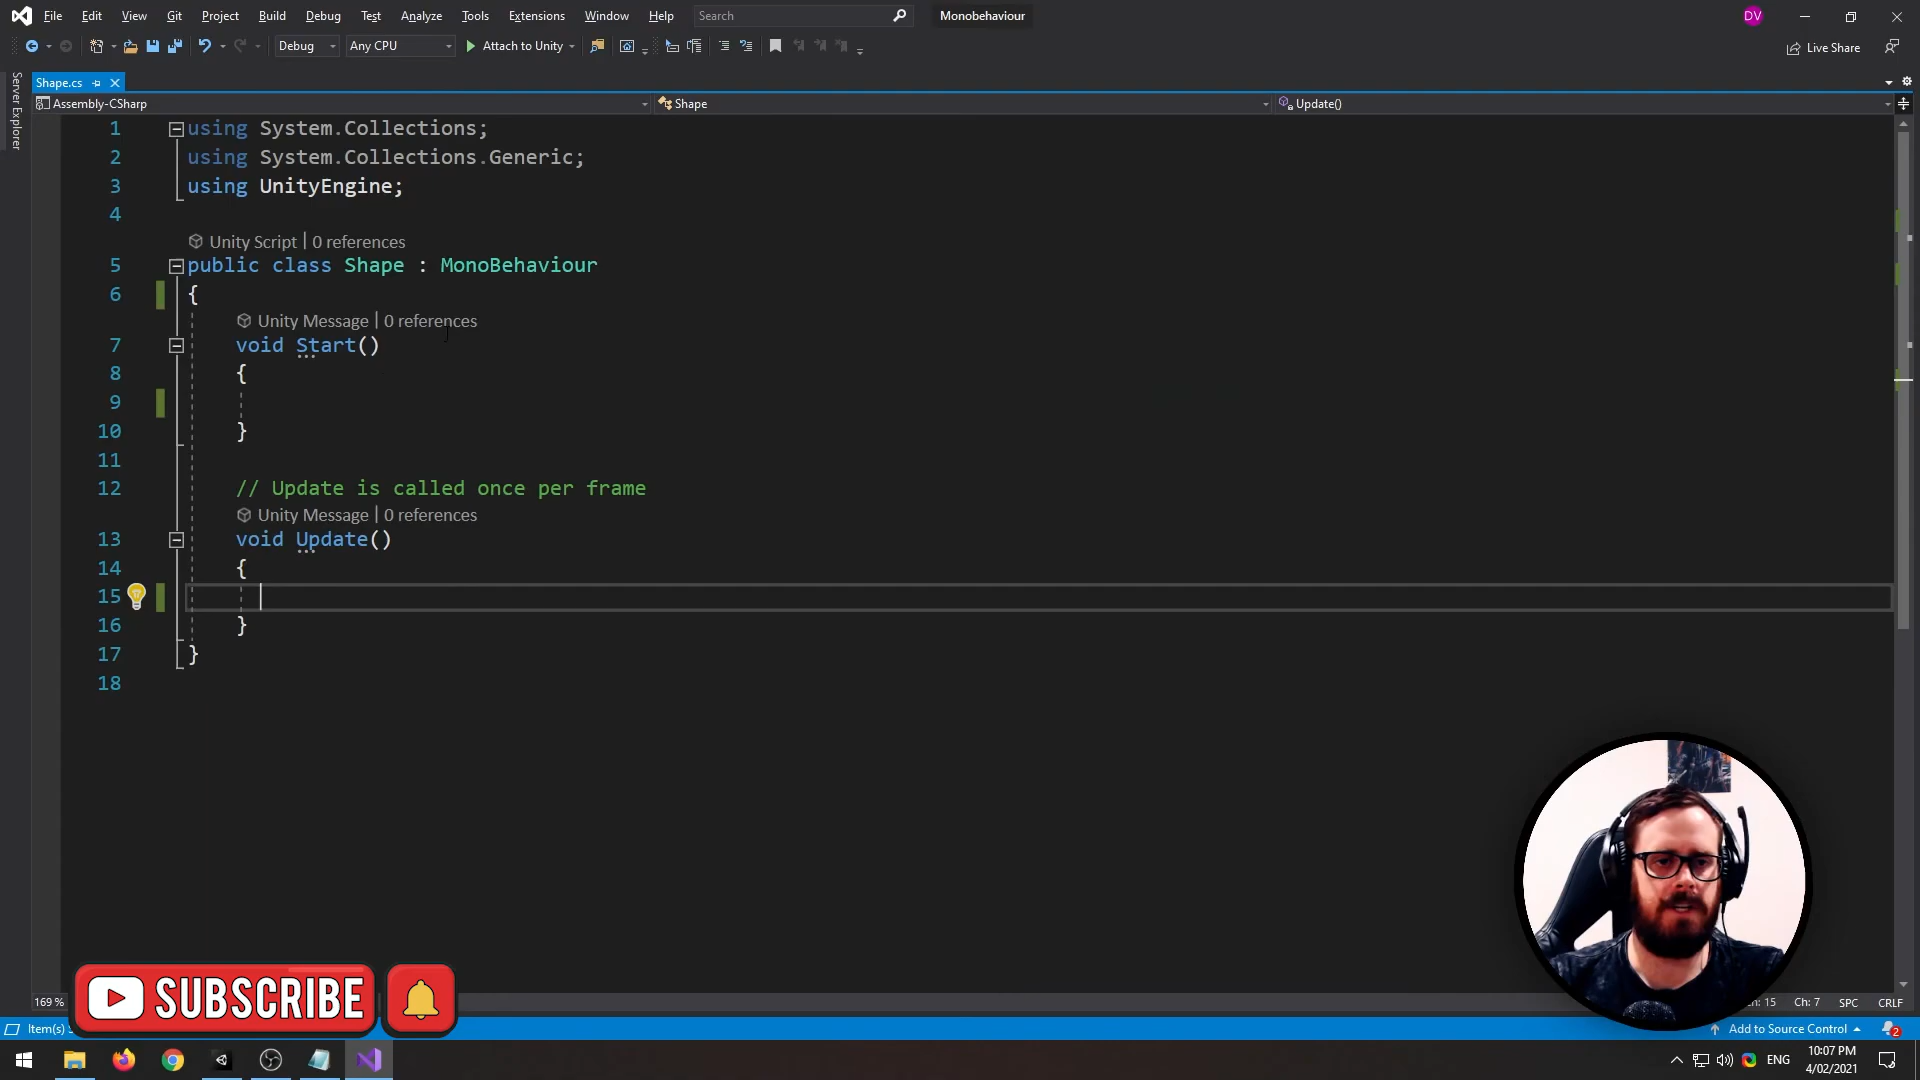 File Edit View Git Project Build Debug Test Analyze Tools Extensions Window Help Search Monobehaviour DV
Debug Any CPU Attach to Unity Live Share
Server Explorer
Shape.cs
Assembly-CSharp Shape Update()
1 using System.Collections;
2 using System.Collections.Generic;
3 using UnityEngine;
4
Unity Script | 0 references
5 public class Shape : MonoBehaviour
6 {
Unity Message | 0 references
7 void Start()
8 {
9
10 }
11
12 // Update is called once per frame
Unity Message | 0 references
13 void Update()
14 {
15
16 }
17 }
18
SUBSCRIBE
169 % Ch: 7 SPC CRLF
Item(s) Add to Source Control 2
ENG 10:07 PM
4/02/2021